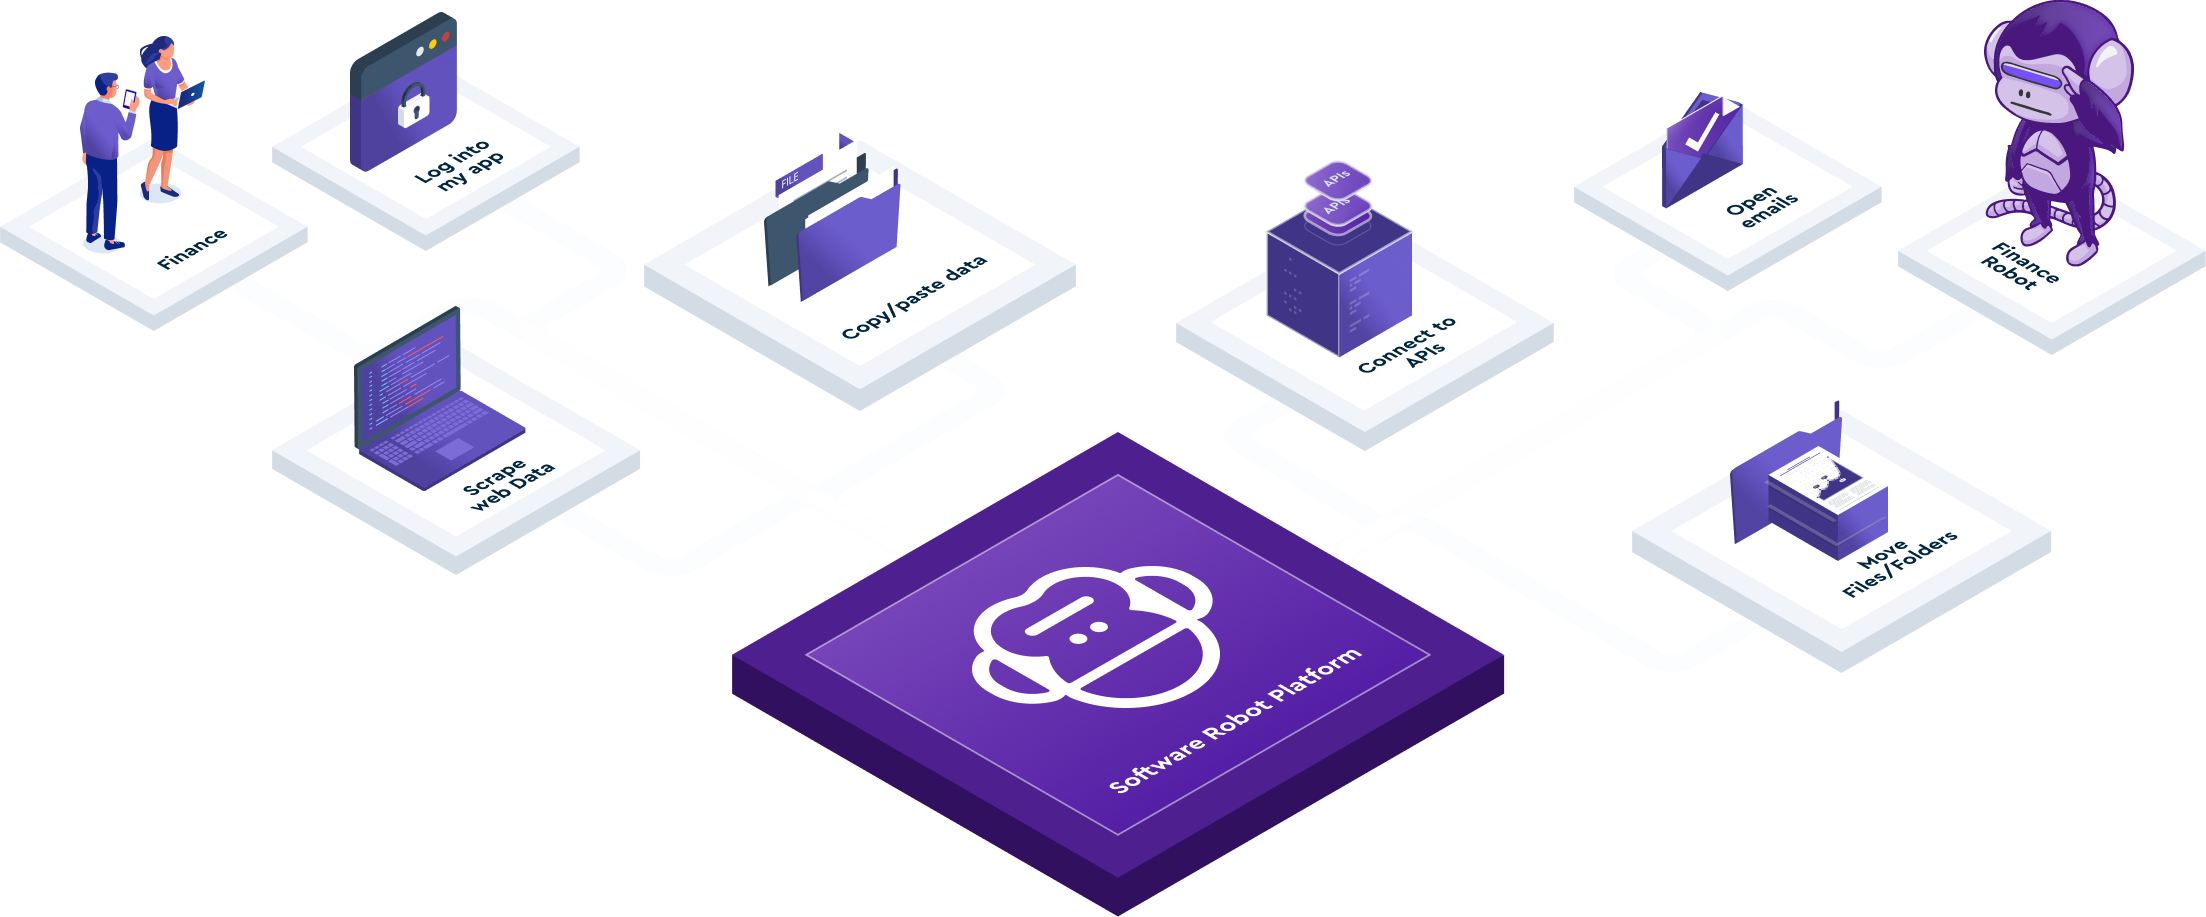 Finance
Log into
my app
Scrape
web Data
FILE
Copy/paste data
APIs
APIs
Connect to
APIs
Open
emails
Finance
Robot
Move
Files/Folders
Software Robot Platform